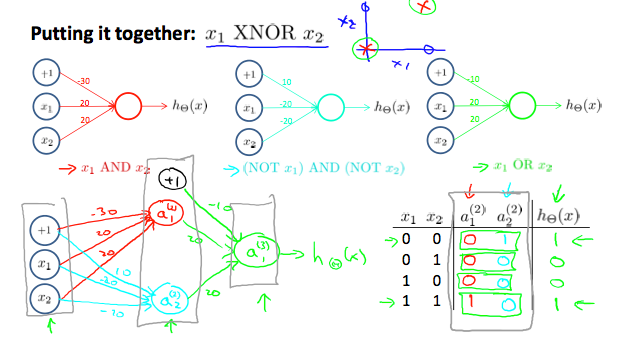 Putting it together: x₁ XNOR x₂
x₂
x₁
+1
-30
x₁
20
20
x₂
hΘ(x)
→ x₁ AND x₂
+1
10
x₁
-20
-20
x₂
hΘ(x)
→ (NOT x₁) AND (NOT x₂)
+1
-10
x₁
20
20
x₂
hΘ(x)
→ x₁ OR x₂
+1
x₁
x₂
-30
20
20
10
-20
+1
a₁⁽²⁾
a₂⁽²⁾
-10
20
20
a₁⁽³⁾
→ hΘ(x)
x₁ x₂ a₁⁽²⁾ a₂⁽²⁾ hΘ(x)
→ 0 0 0 1 1 ←
0 1 0 0 0
1 0 0 0 0
→ 1 1 1 0 1 ←